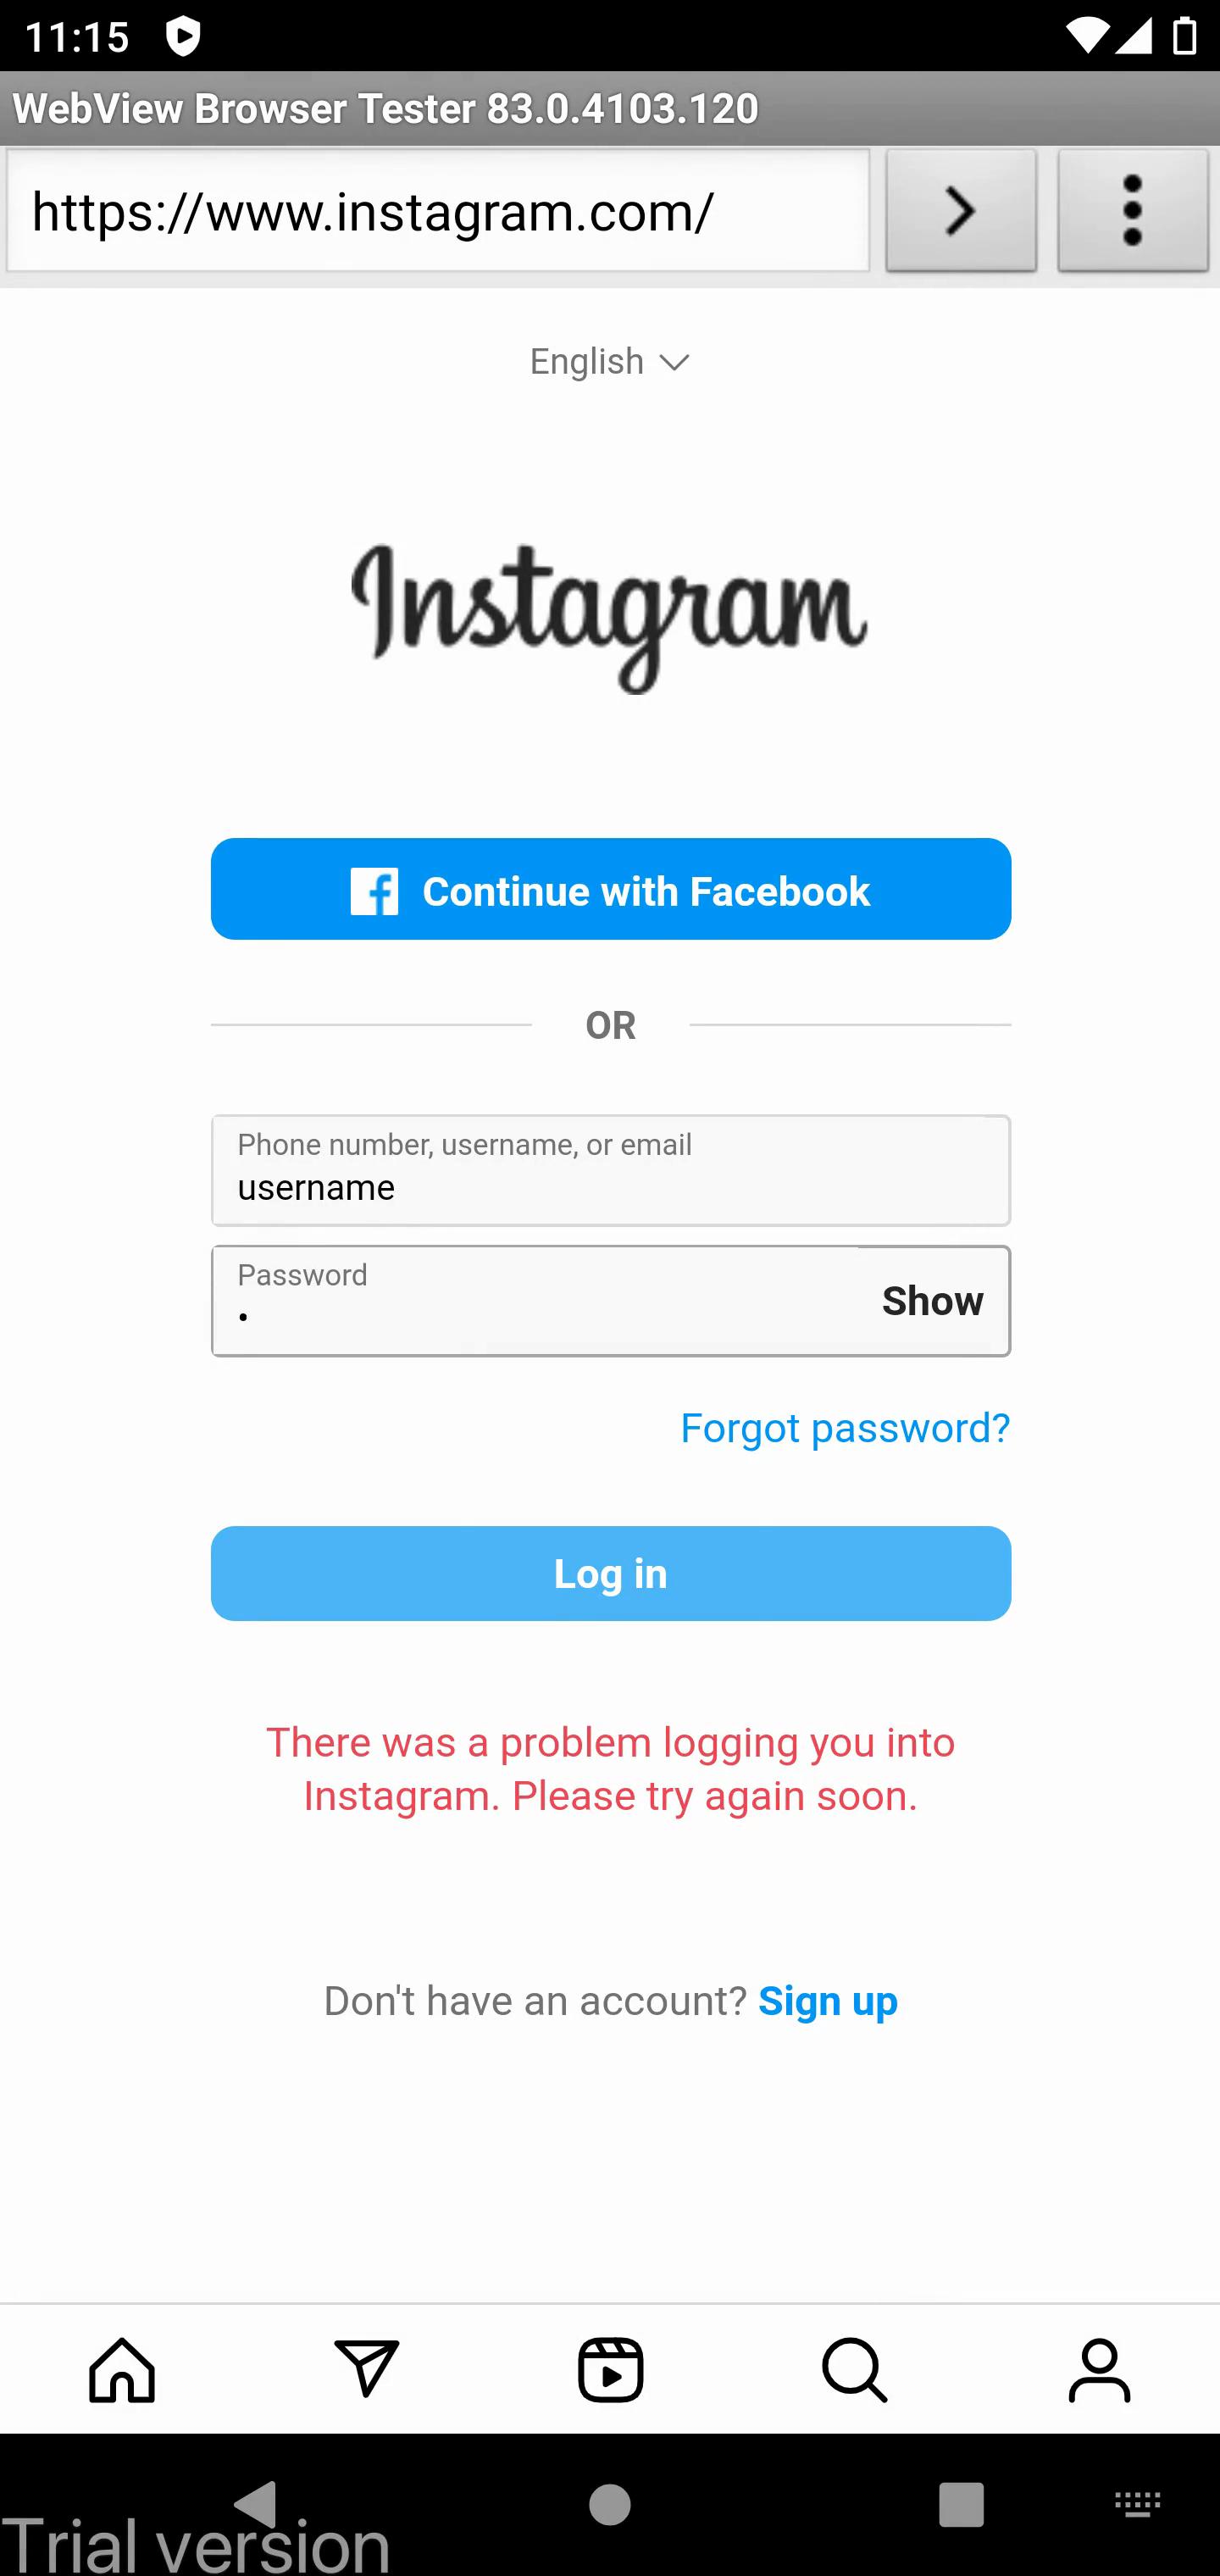 11:15
WebView Browser Tester 83.0.4103.120
https://www.instagram.com/
English
Instagram
Continue with Facebook
OR
Phone number, username, or email
username
Password
•
Show
Forgot password?
Log in
There was a problem logging you into
Instagram. Please try again soon.
Don't have an account? Sign up
Trial version